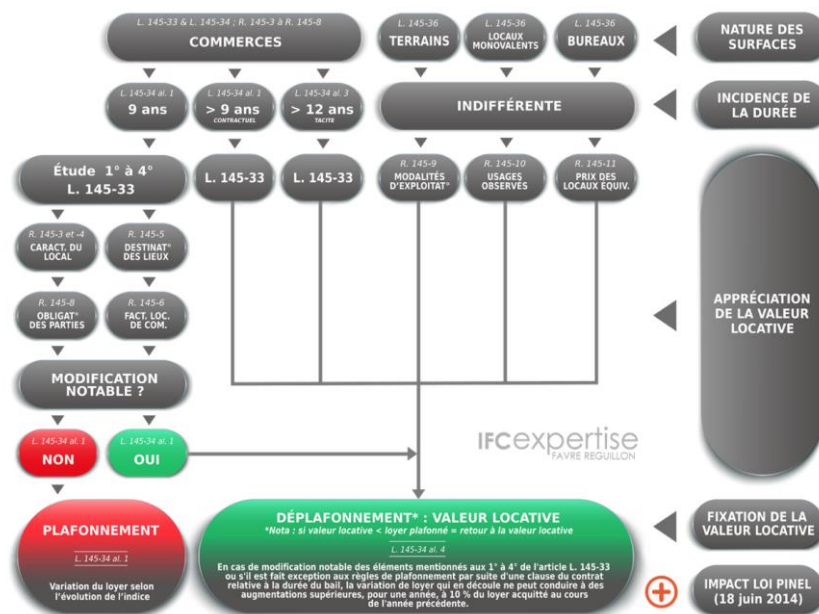 L. 145-33 & L. 145-34 ; R. 145-3 à R. 145-8
COMMERCES
L. 145-36
TERRAINS
L. 145-36
LOCAUX
MONOVALENTS
L. 145-36
BUREAUX
NATURE DES
SURFACES
L. 145-34 al. 1
9 ans
L. 145-34 al. 1
> 9 ans
CONTRACTUEL
L. 145-34 al. 3
> 12 ans
TACITE
INDIFFÉRENTE
INCIDENCE DE
LA DURÉE
Étude 1° à 4°
L. 145-33
L. 145-33
L. 145-33
R. 145-9
MODALITÉS
D'EXPLOITAT°
R. 145-10
USAGES
OBSERVÉS
R. 145-11
PRIX DES
LOCAUX EQUIV.
R. 145-3 et -4
CARACT. DU
LOCAL
R. 145-5
DESTINAT°
DES LIEUX
R. 145-8
OBLIGAT°
DES PARTIES
R. 145-6
FACT. LOC.
DE COM.
APPRÉCIATION
DE LA VALEUR
LOCATIVE
MODIFICATION
NOTABLE ?
L. 145-34 al. 1
NON
L. 145-34 al. 1
OUI
IFCexpertise
FAVRE REGUILLON
PLAFONNEMENT
L. 145-34 al. 1
Variation du loyer selon
l'évolution de l'indice
DÉPLAFONNEMENT* : VALEUR LOCATIVE
*Nota : si valeur locative < loyer plafonné = retour à la valeur locative
L. 145-34 al. 4
En cas de modification notable des éléments mentionnés aux 1° à 4° de l'article L. 145-33
ou s'il est fait exception aux règles de plafonnement par suite d'une clause du contrat
relative à la durée du bail, la variation de loyer qui en découle ne peut conduire à des
augmentations supérieures, pour une année, à 10 % du loyer acquitté au cours
de l'année précédente.
FIXATION DE LA
VALEUR LOCATIVE
IMPACT LOI PINEL
(18 juin 2014)